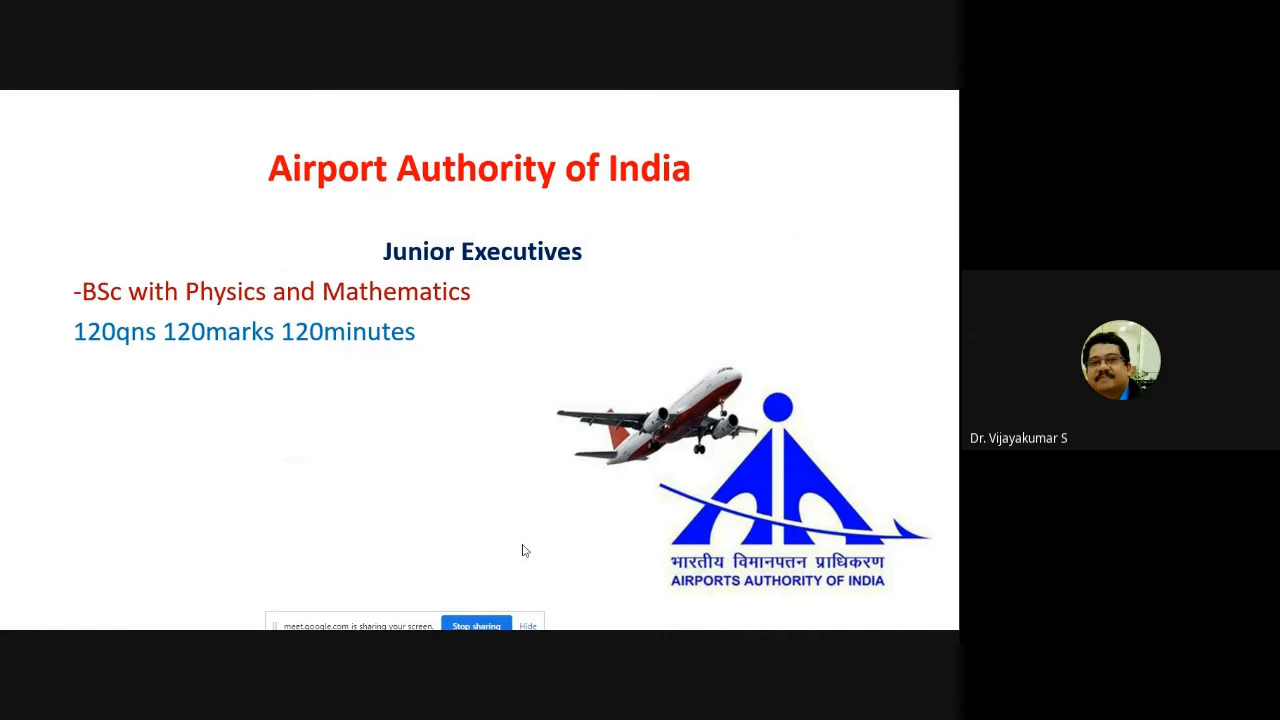 Airport Authority of India
Junior Executives
-BSc with Physics and Mathematics
120qns 120marks 120minutes
भारतीय विमानपत्तन प्राधिकरण
AIRPORTS AUTHORITY OF INDIA
meet.google.com is sharing your screen. Stop sharing Hide
Dr. Vijayakumar S